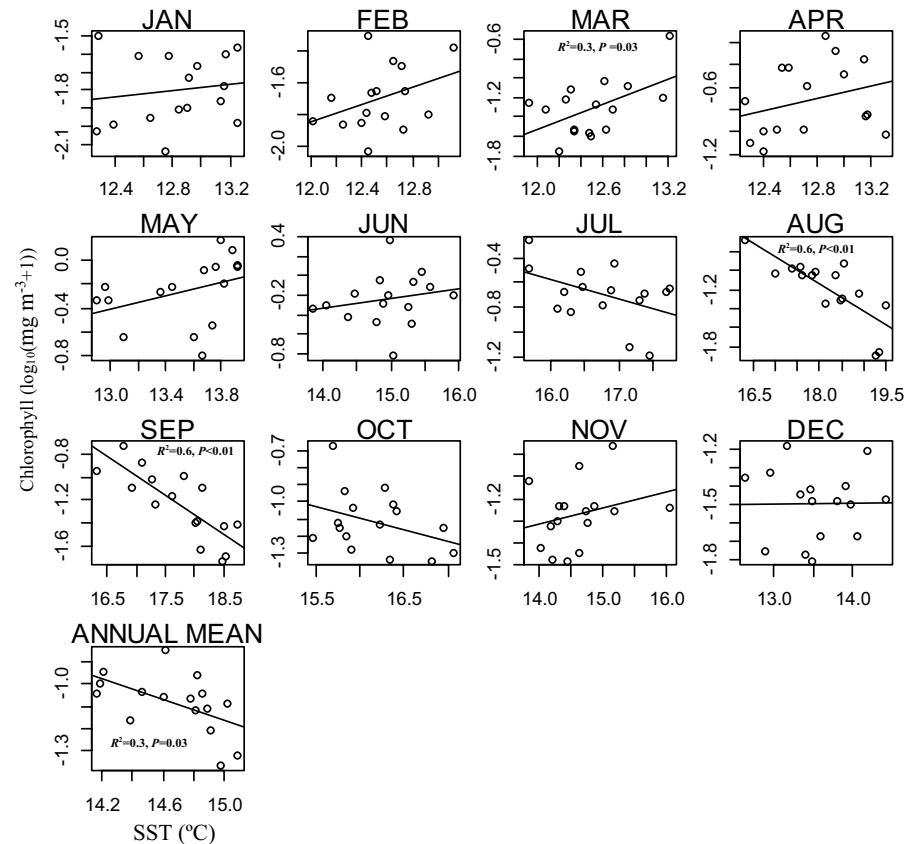 JAN FEB MAR APR
R²=0.3, P =0.03
-1.5 -1.8 -2.1
-1.6 -2.0
-0.6 -1.2 -1.8
-0.6 -1.2
12.4 12.8 13.2
12.0 12.4 12.8
12.0 12.4 12.8 13.2
12.4 12.8 13.2
MAY JUN JUL AUG
R²=0.6, P<0.01
0.0 -0.4 -0.8
0.4 -0.2 -0.8
-0.4 -0.8 -1.2
-1.2 -1.8
13.0 13.4 13.8
14.0 15.0 16.0
16.0 17.0
16.5 17.5 18.5 19.5
Chlorophyll (log₁₀(mg m⁻³+1))
SEP OCT NOV DEC
R²=0.6, P<0.01
-0.8 -1.2 -1.6
-0.7 -1.0 -1.3
-1.1 -1.5
-1.2 -1.5 -1.8
16.5 17.5 18.5
15.5 16.5
14.0 15.0 16.0
13.0 14.0
ANNUAL MEAN
-1.0 -1.3
R²=0.3, P=0.03
14.2 14.6 15.0
SST (ºC)